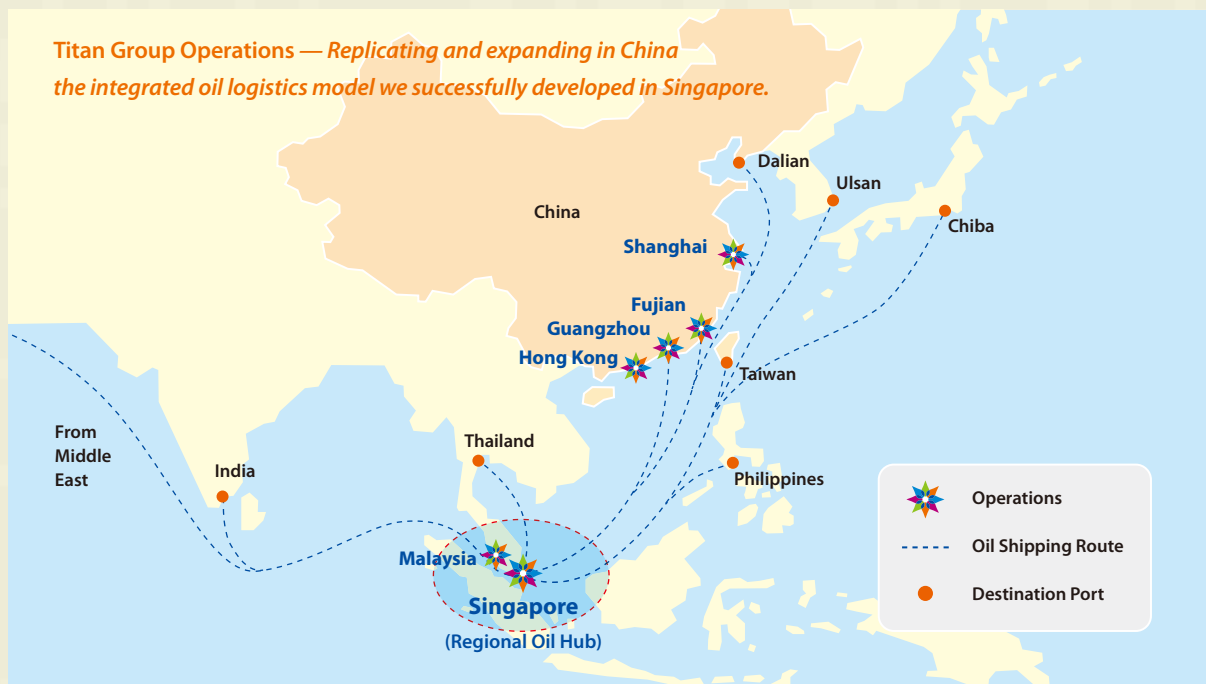 Titan Group Operations — Replicating and expanding in China
the integrated oil logistics model we successfully developed in Singapore.
Dalian
Ulsan
China
Chiba
Shanghai
Fujian
Guangzhou
Hong Kong
Taiwan
From
Middle
East
Thailand
India
Philippines
Operations
Oil Shipping Route
Malaysia
Destination Port
Singapore
(Regional Oil Hub)